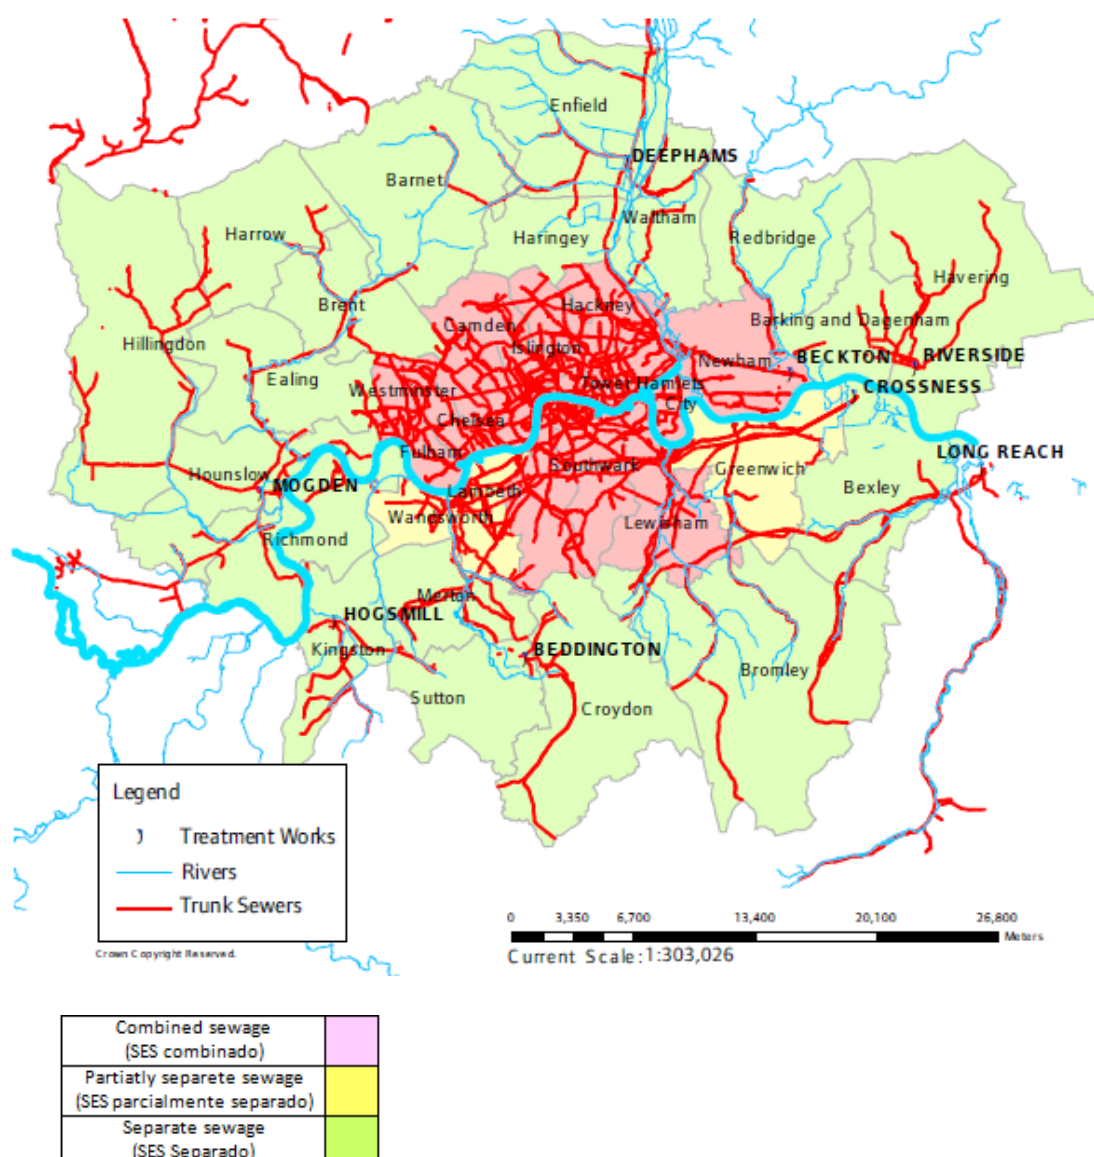 Enfield
DEEPHAMS
Barnet
Waltham
Harrow
Haringey
Redbridge
Havering
Brent
Hackney
Camden
Barking and Dagenham
Hillingdon
Islington
Newham
BECKTON
RIVERSIDE
Ealing
Westminster
Tower Hamlets
CROSSNESS
City
Chelsea
Fulham
LONG REACH
Hounslow
Southwark
Greenwich
MOGDEN
Lambeth
Bexley
Wandsworth
Lewisham
Richmond
Merton
HOGSMILL
Kingston
BEDDINGTON
Bromley
Sutton
Croydon
Legend
Treatment Works
Rivers
Trunk Sewers
Crown Copyright Reserved.
0 3,350 6,700 13,400 20,100 26,800
Meters
Current Scale: 1:303,026
Combined sewage
(SES combinado)
Partiatly separete sewage
(SES parcialmente separado)
Separate sewage
(SES Separado)